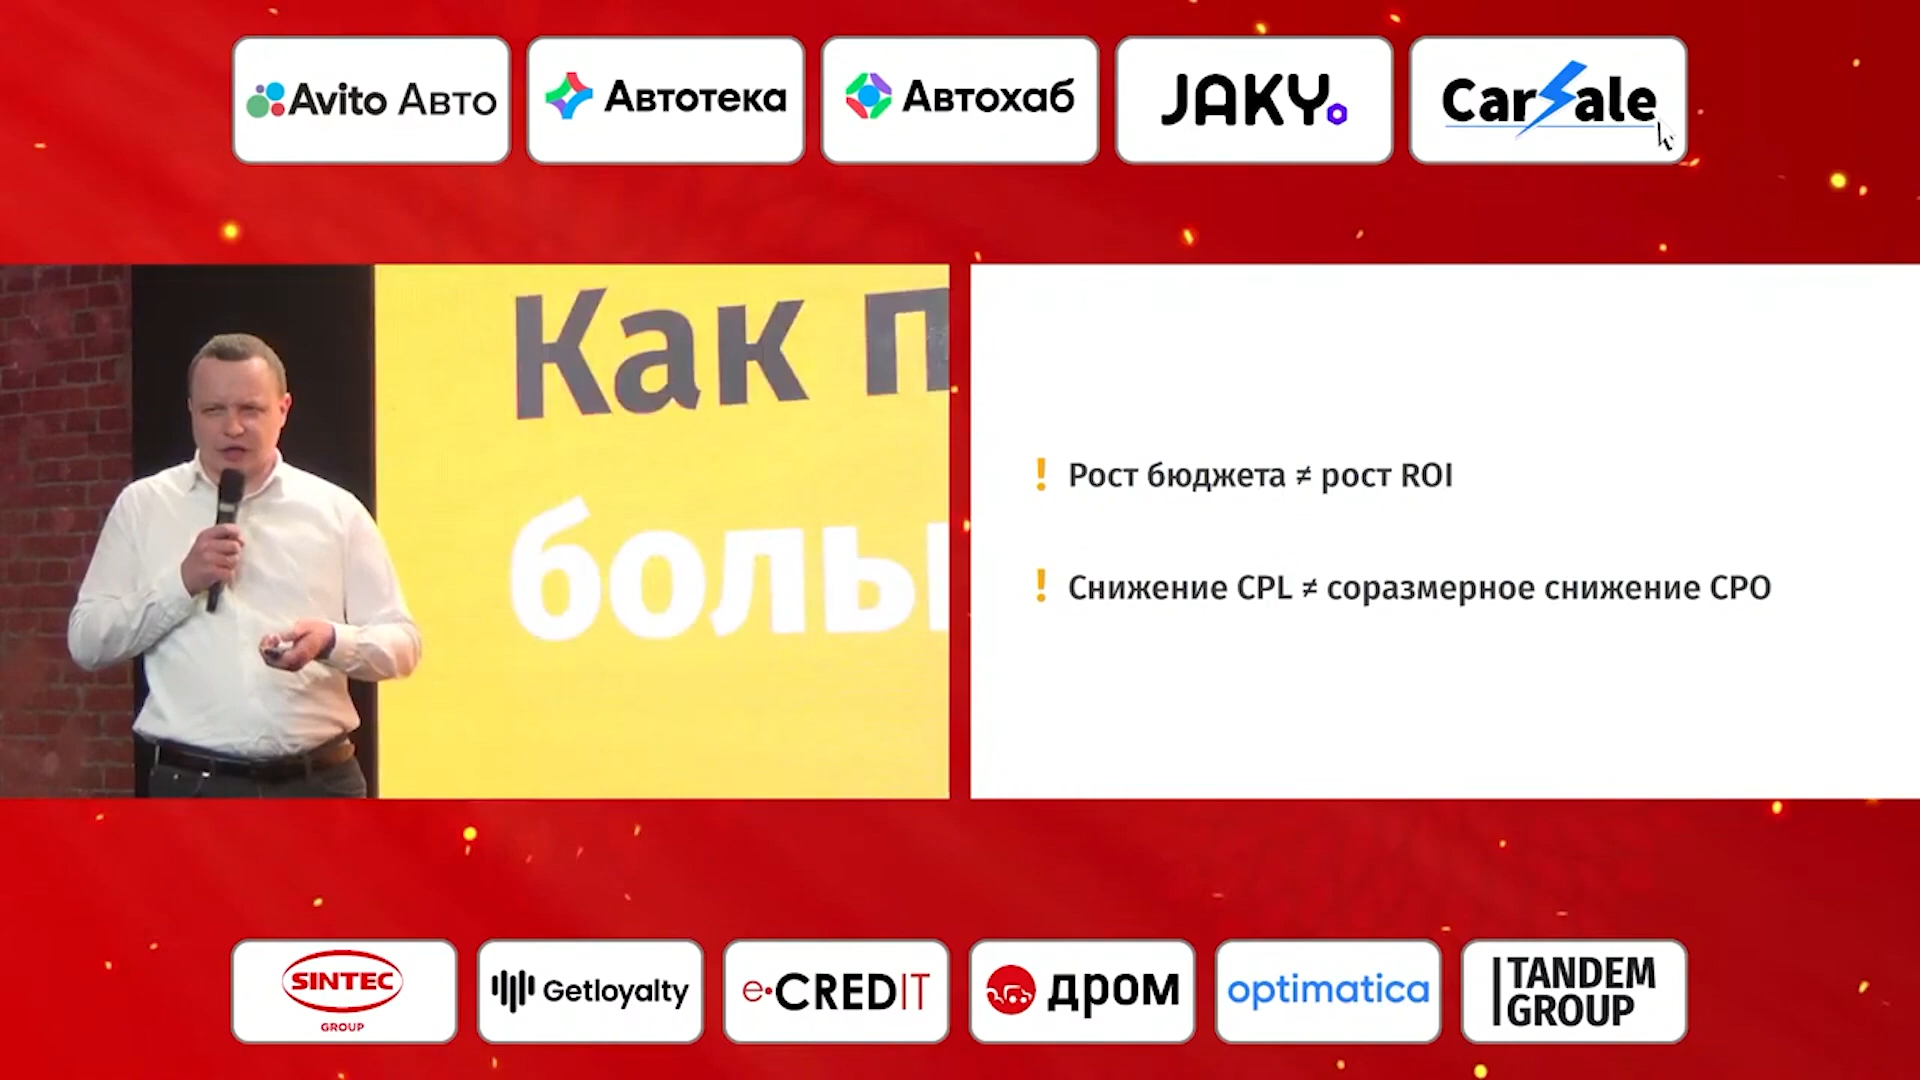 Avito Авто
Автотека
Автохаб
JAKY
CarSale
Как п
боль
! Рост бюджета ≠ рост ROI
! Снижение CPL ≠ соразмерное снижение CPO
SINTEC
GROUP
Getloyalty
e·CREDIT
дром
optimatica
TANDEM
GROUP